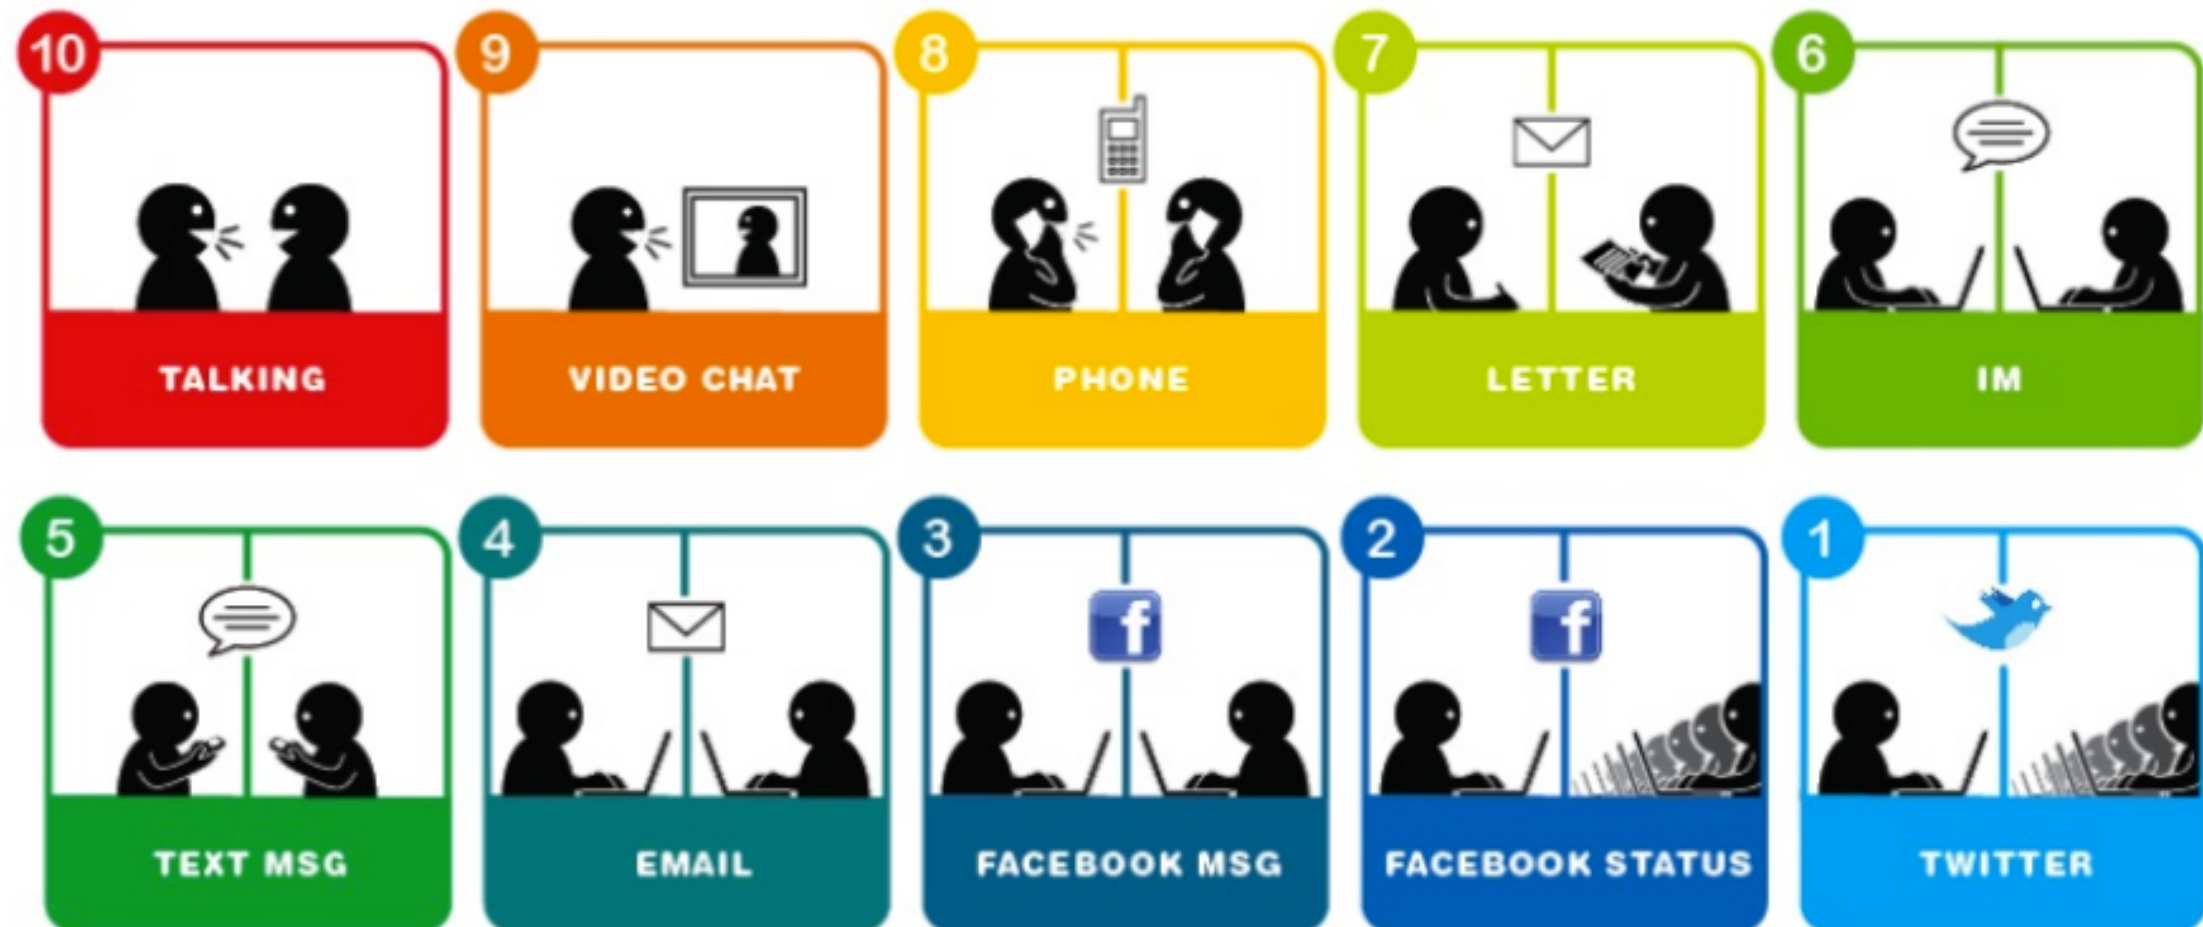 10
TALKING
9
VIDEO CHAT
8
PHONE
7
LETTER
6
IM
5
TEXT MSG
4
EMAIL
3
f
FACEBOOK MSG
2
f
FACEBOOK STATUS
1
TWITTER